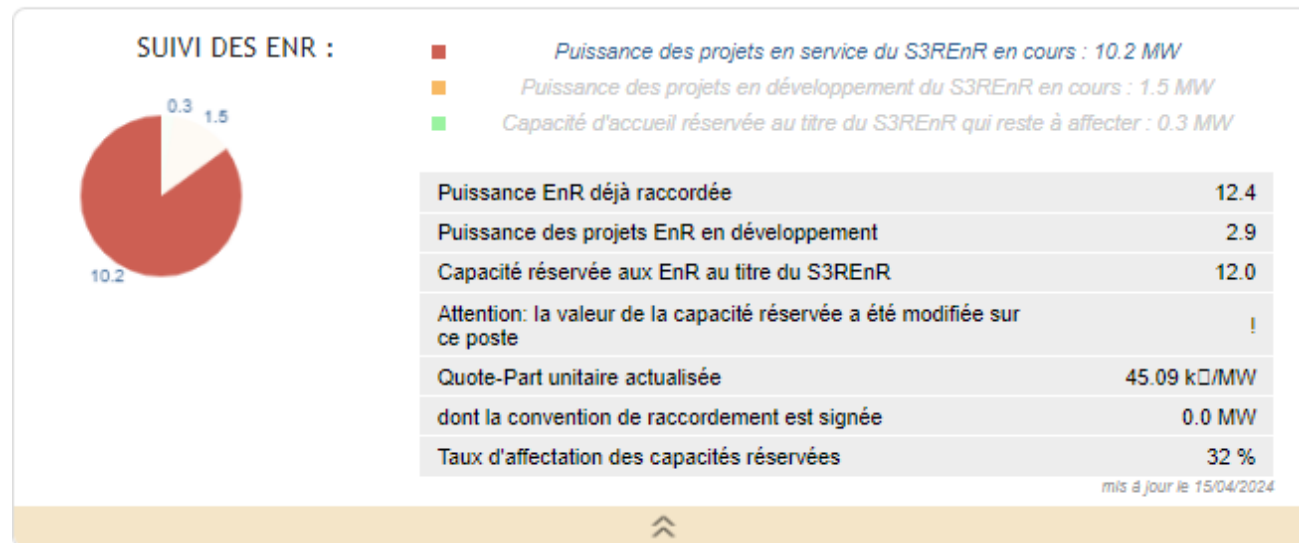 SUIVI DES ENR :
Puissance des projets en service du S3REnR en cours : 10.2 MW
Puissance des projets en développement du S3REnR en cours : 1.5 MW
Capacité d'accueil réservée au titre du S3REnR qui reste à affecter : 0.3 MW
0.3
1.5
10.2
Puissance EnR déjà raccordée 12.4
Puissance des projets EnR en développement 2.9
Capacité réservée aux EnR au titre du S3REnR 12.0
Attention: la valeur de la capacité réservée a été modifiée sur
ce poste !
Quote-Part unitaire actualisée 45.09 k□/MW
dont la convention de raccordement est signée 0.0 MW
Taux d'affectation des capacités réservées 32 %
mis à jour le 15/04/2024